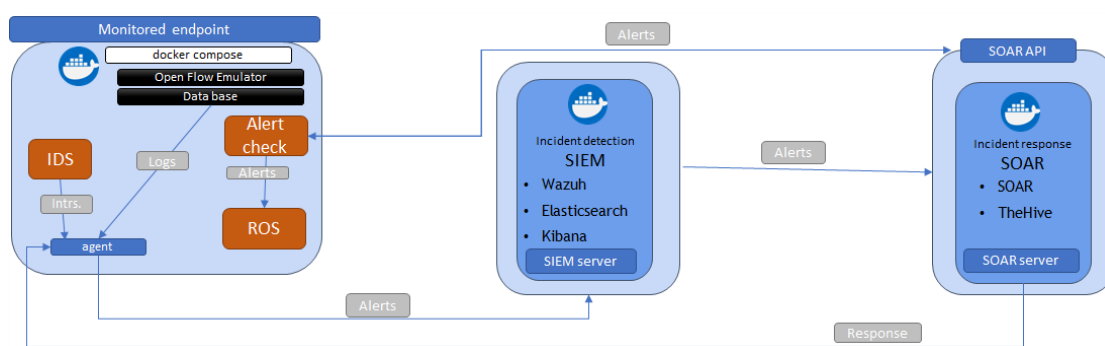 Monitored endpoint
docker compose
Open Flow Emulator
Data base
IDS
Logs
Alert
check
Alerts
Intrs.
ROS
agent
Alerts
Alerts
Incident detection
SIEM
• Wazuh
• Elasticsearch
• Kibana
SIEM server
Alerts
SOAR API
Incident response
SOAR
• SOAR
• TheHive
SOAR server
Response